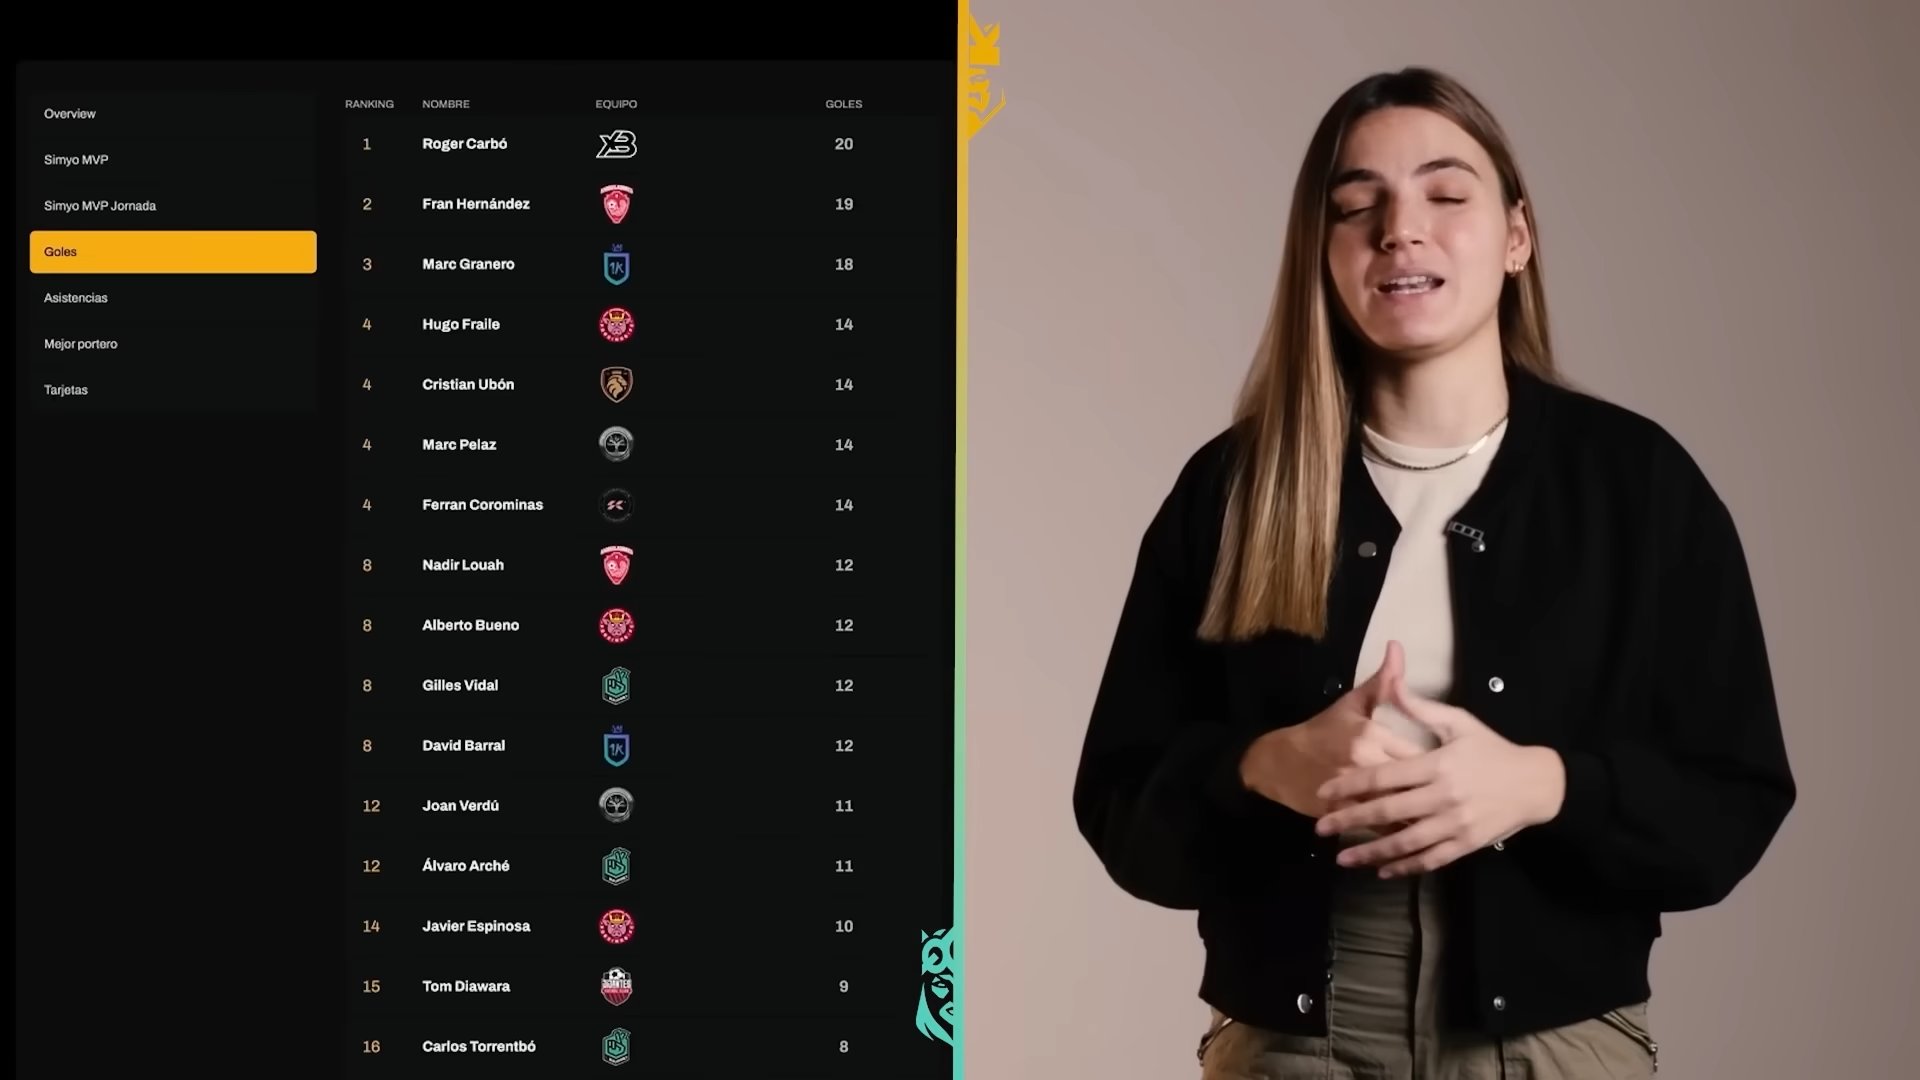 Overview
Simyo MVP
Simyo MVP Jornada
Goles
Asistencias
Mejor portero
Tarjetas
RANKING NOMBRE EQUIPO GOLES
1 Roger Carbó 20
2 Fran Hernández 19
3 Marc Granero 1K 18
4 Hugo Fraile 14
4 Cristian Ubón 14
4 Marc Pelaz 14
4 Ferran Corominas 14
8 Nadir Louah 12
8 Alberto Bueno 12
8 Gilles Vidal 12
8 David Barral 1K 12
12 Joan Verdú 11
12 Álvaro Arché 11
14 Javier Espinosa 10
15 Tom Diawara 9
16 Carlos Torrentbó 8